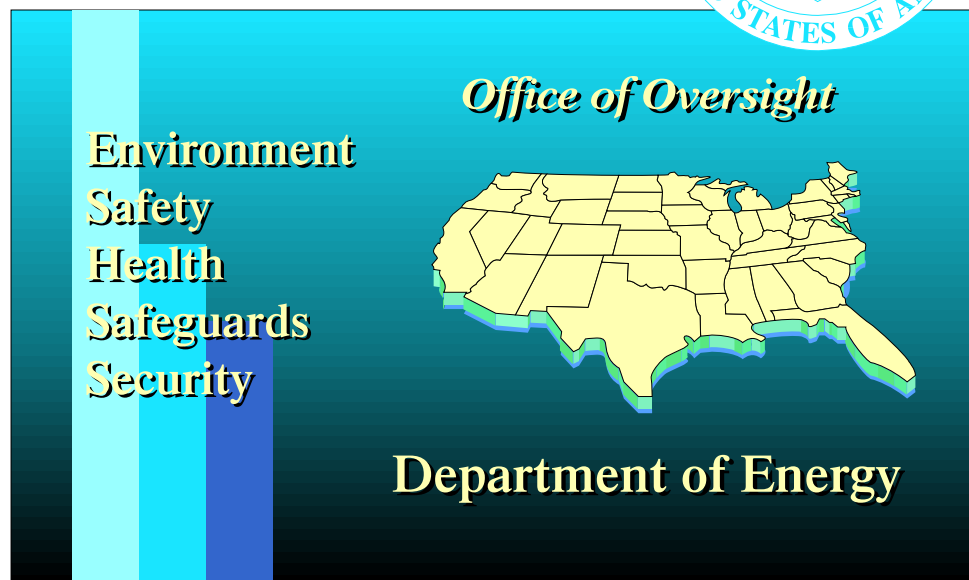 STATES OF
Office of Oversight
Environment
Safety
Health
Safeguards
Security
Department of Energy